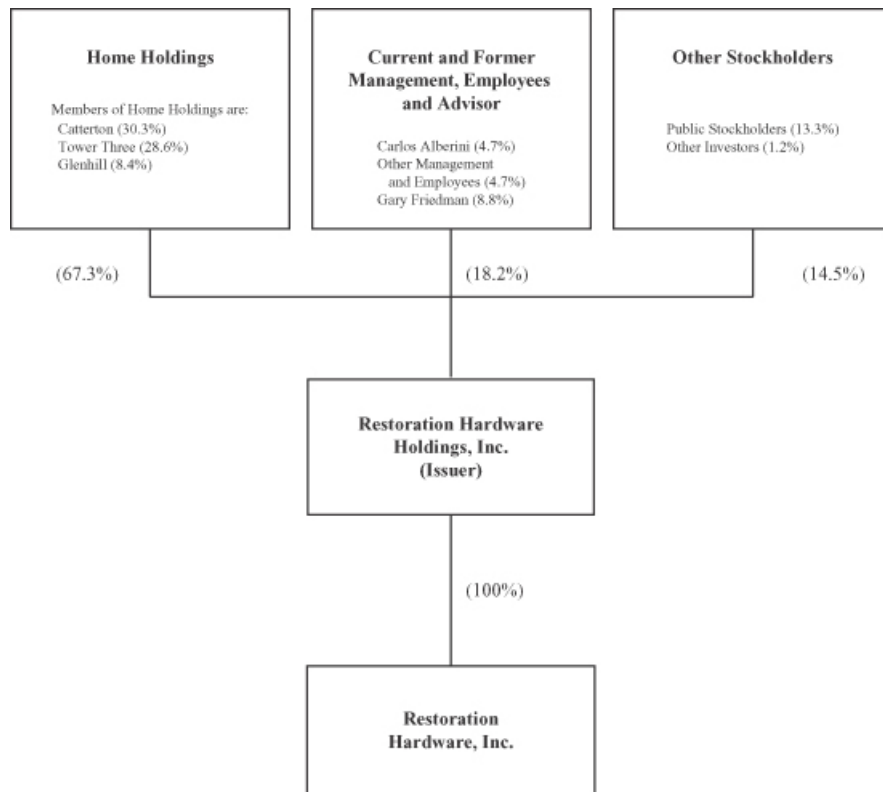 Home Holdings
Members of Home Holdings are:
Catterton (30.3%)
Tower Three (28.6%)
Glenhill (8.4%)
Current and Former
Management, Employees
and Advisor
Carlos Alberini (4.7%)
Other Management
and Employees (4.7%)
Gary Friedman (8.8%)
Other Stockholders
Public Stockholders (13.3%)
Other Investors (1.2%)
(67.3%)
(18.2%)
(14.5%)
Restoration Hardware
Holdings, Inc.
(Issuer)
(100%)
Restoration
Hardware, Inc.